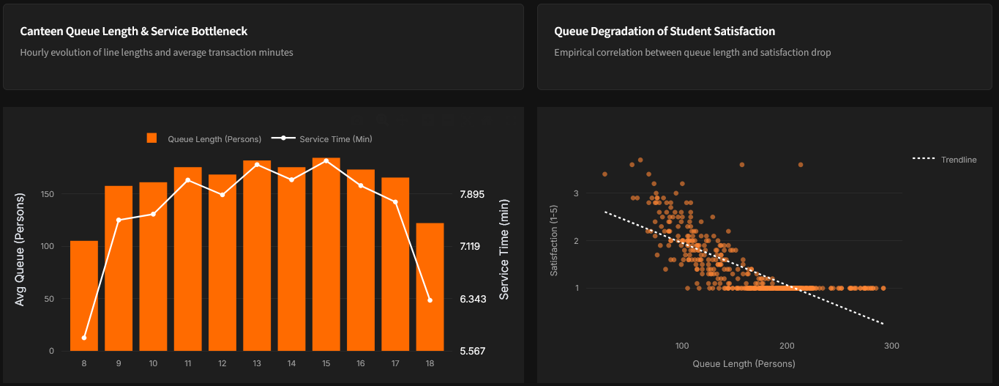 Canteen Queue Length & Service Bottleneck
Hourly evolution of line lengths and average transaction minutes
Queue Length (Persons)
Service Time (Min)
Avg Queue (Persons)
150
100
50
0
7.895
7.119
6.343
5.567
Service Time (min)
8 9 10 11 12 13 14 15 16 17 18
Queue Degradation of Student Satisfaction
Empirical correlation between queue length and satisfaction drop
Trendline
Satisfaction (1-5)
3
2
1
100 200 300
Queue Length (Persons)